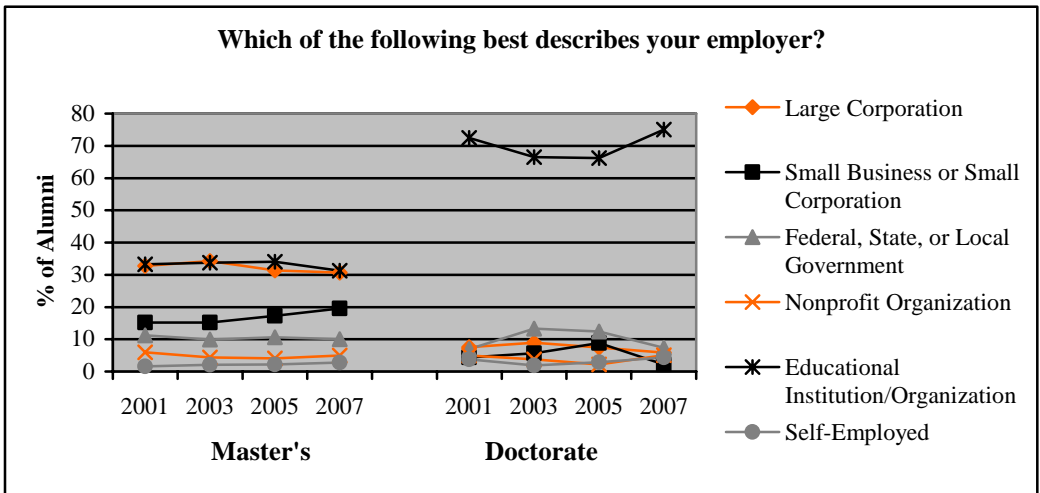 Which of the following best describes your employer?
% of Alumni
80
70
60
50
40
30
20
10
0
2001 2003 2005 2007 2001 2003 2005 2007
Master's Doctorate
Large Corporation
Small Business or Small
Corporation
Federal, State, or Local
Government
Nonprofit Organization
Educational
Institution/Organization
Self-Employed